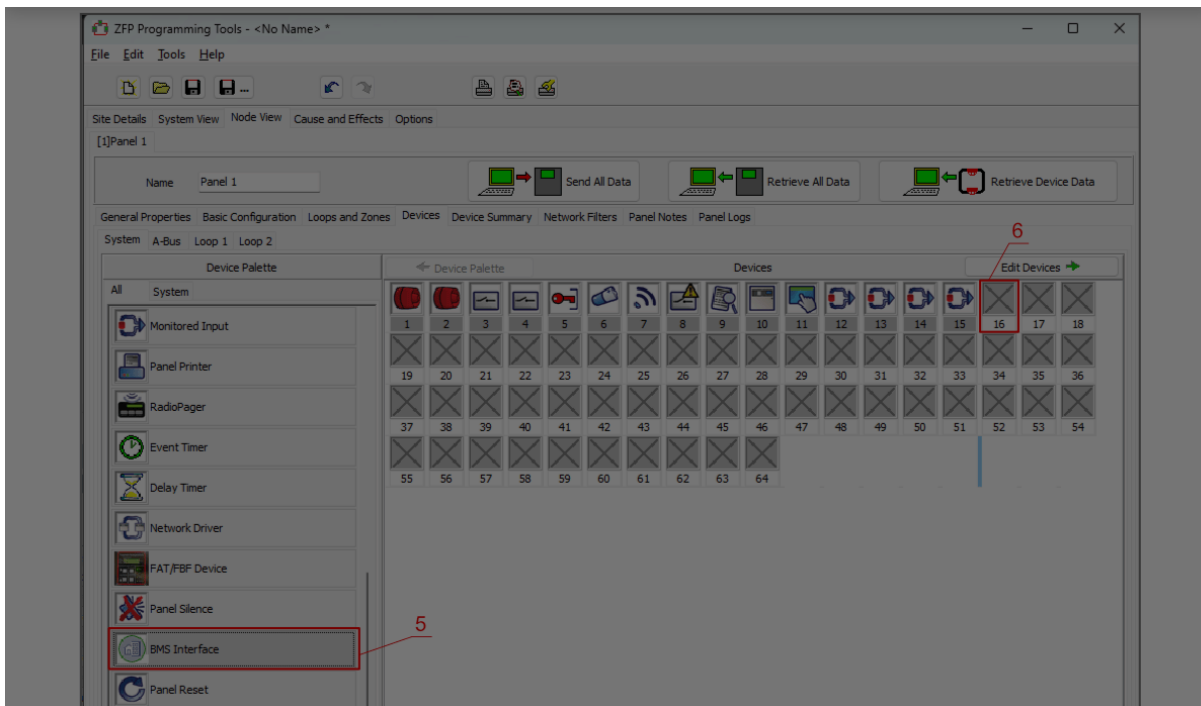 ZFP Programming Tools - <No Name> *
File Edit Tools Help
...
Site Details System View Node View Cause and Effects Options
[1]Panel 1
Name Panel 1 Send All Data Retrieve All Data Retrieve Device Data
General Properties Basic Configuration Loops and Zones Devices Device Summary Network Filters Panel Notes Panel Logs
6
System A-Bus Loop 1 Loop 2
Device Palette Device Palette Devices Edit Devices
All System
Monitored Input
1 2 3 4 5 6 7 8 9 10 11 12 13 14 15 16 17 18
Panel Printer
19 20 21 22 23 24 25 26 27 28 29 30 31 32 33 34 35 36
RadioPager
37 38 39 40 41 42 43 44 45 46 47 48 49 50 51 52 53 54
Event Timer
55 56 57 58 59 60 61 62 63 64
Delay Timer
Network Driver
FAT/FBF Device
Panel Silence
5
BMS Interface
Panel Reset